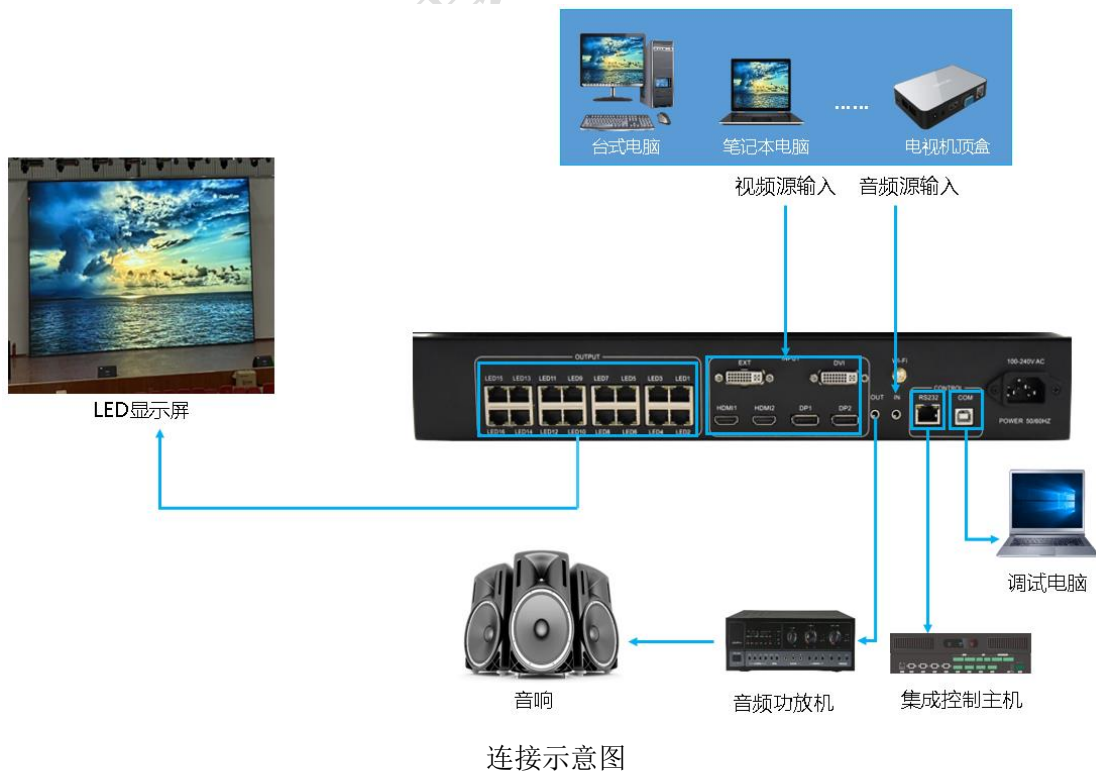 台式电脑
笔记本电脑
……
电视机顶盒
视频源输入
音频源输入
LED显示屏
OUTPUT
LED15 LED13 LED11 LED9 LED7 LED5 LED3 LED1
LED16 LED14 LED12 LED10 LED8 LED6 LED4 LED2
INPUT
EXT
DVI
HDMI1 HDMI2 DP1 DP2
Wi-Fi
OUT IN
CONTROL
RS232 COM
100-240V AC
POWER 50/60HZ
调试电脑
音响
音频功放机
集成控制主机
连接示意图